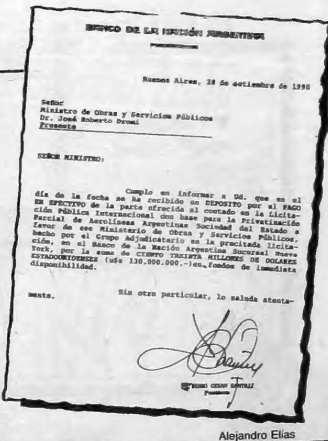 BANCO DE LA NACIÓN ARGENTINA
Buenos Aires, 28 de setiembre de 1990
Señor
Ministro de Obras y Servicios Públicos
Dr. José Roberto Dromi
Presente
SEÑOR MINISTRO:
Cumplo en informar a Ud. que en el
día de la fecha se ha recibido un DEPOSITO por el PAGO
EN EFECTIVO de la parte ofrecida al contado en la Licita-
ción Pública Internacional con base para la Privatización
Parcial de Aerolíneas Argentinas Sociedad del Estado a
favor de ese Ministerio de Obras y Servicios Públicos,
hecho por el Grupo Adjudicatario en la precitada licita-
ción, en el Banco de la Nación Argentina Sucursal Nueva
York, por la suma de CIENTO TREINTA MILLONES DE DOLARES
ESTADOUNIDENSES (u$s 130.000.000.-) en fondos de inmediata
disponibilidad.
Sin otro particular, lo saluda atenta-
mente.
CESAR SANTILLI
Presidente
Alejandro Elías